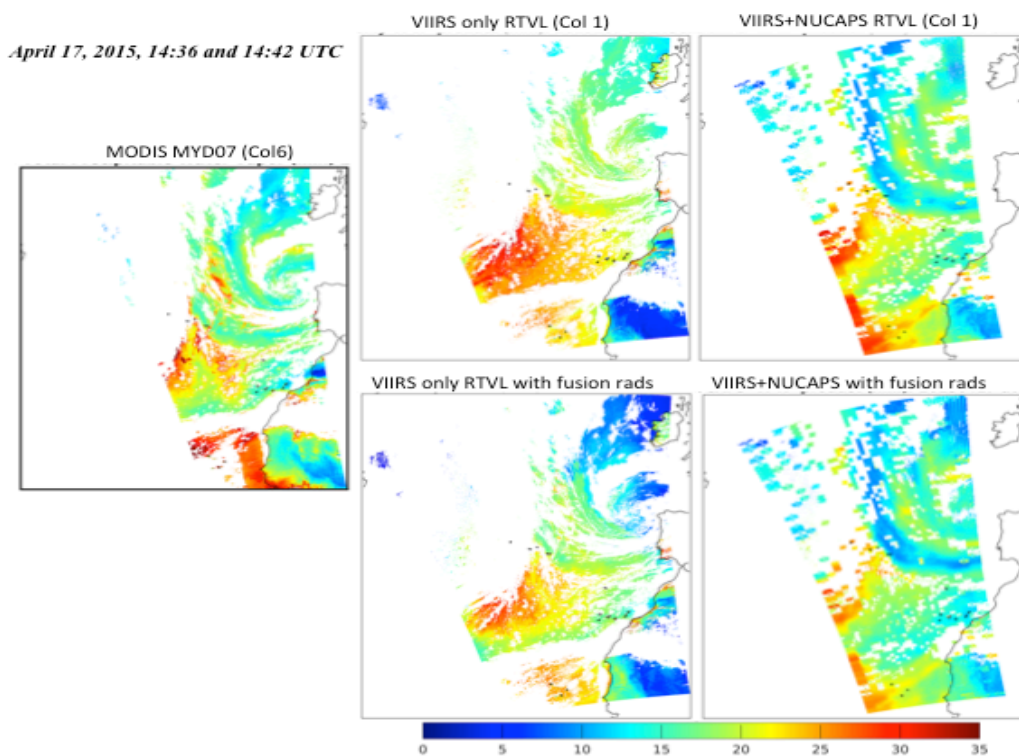 VIIRS only RTVL (Col 1)
VIIRS+NUCAPS RTVL (Col 1)
April 17, 2015, 14:36 and 14:42 UTC
MODIS MYD07 (Col6)
VIIRS only RTVL with fusion rads
VIIRS+NUCAPS with fusion rads
0 5 10 15 20 25 30 35